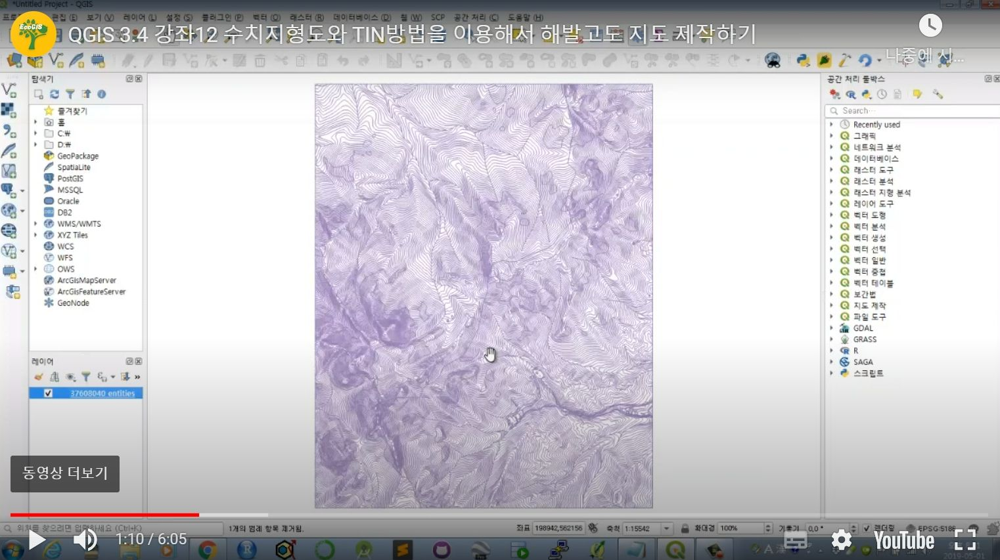 *Untitled Project - QGIS
편집 (E) 보기 (V) 레이어 (L) 설정 (S) 플러그인 (P) 벡터 (O) 래스터 (R) 데이터베이스 (D) 웹 (W) SCP 공간 처리 (C) 도움말 (H)
EcoGIS
QGIS 3.4 강좌12 수치지형도와 TIN방법을 이용해서 해발고도 지도 제작하기
나중에 시...
탐색기
즐겨찾기
홈
C:₩
D:₩
GeoPackage
SpatiaLite
PostGIS
MSSQL
Oracle
DB2
WMS/WMTS
XYZ Tiles
WCS
WFS
OWS
ArcGisMapServer
ArcGisFeatureServer
GeoNode
레이어
37608040 entities
공간 처리 툴박스
Search…
Recently used
그래픽
네트워크 분석
데이터베이스
래스터 도구
래스터 분석
래스터 지형 분석
레이어 도구
벡터 도형
벡터 분석
벡터 생성
벡터 선택
벡터 일반
벡터 중첩
벡터 테이블
보간법
지도 제작
파일 도구
GDAL
GRASS
R
SAGA
스크립트
동영상 더보기
위치를 찾으려면 입력하세요 (Ctrl+K)
1개의 범례 항목 제거됨.
좌표 198942,562156 축척 1:15542 확대경 100% 기울기 0,0 ° 렌더링 EPSG:5186
1:10 / 6:05
YouTube
2019-05-01